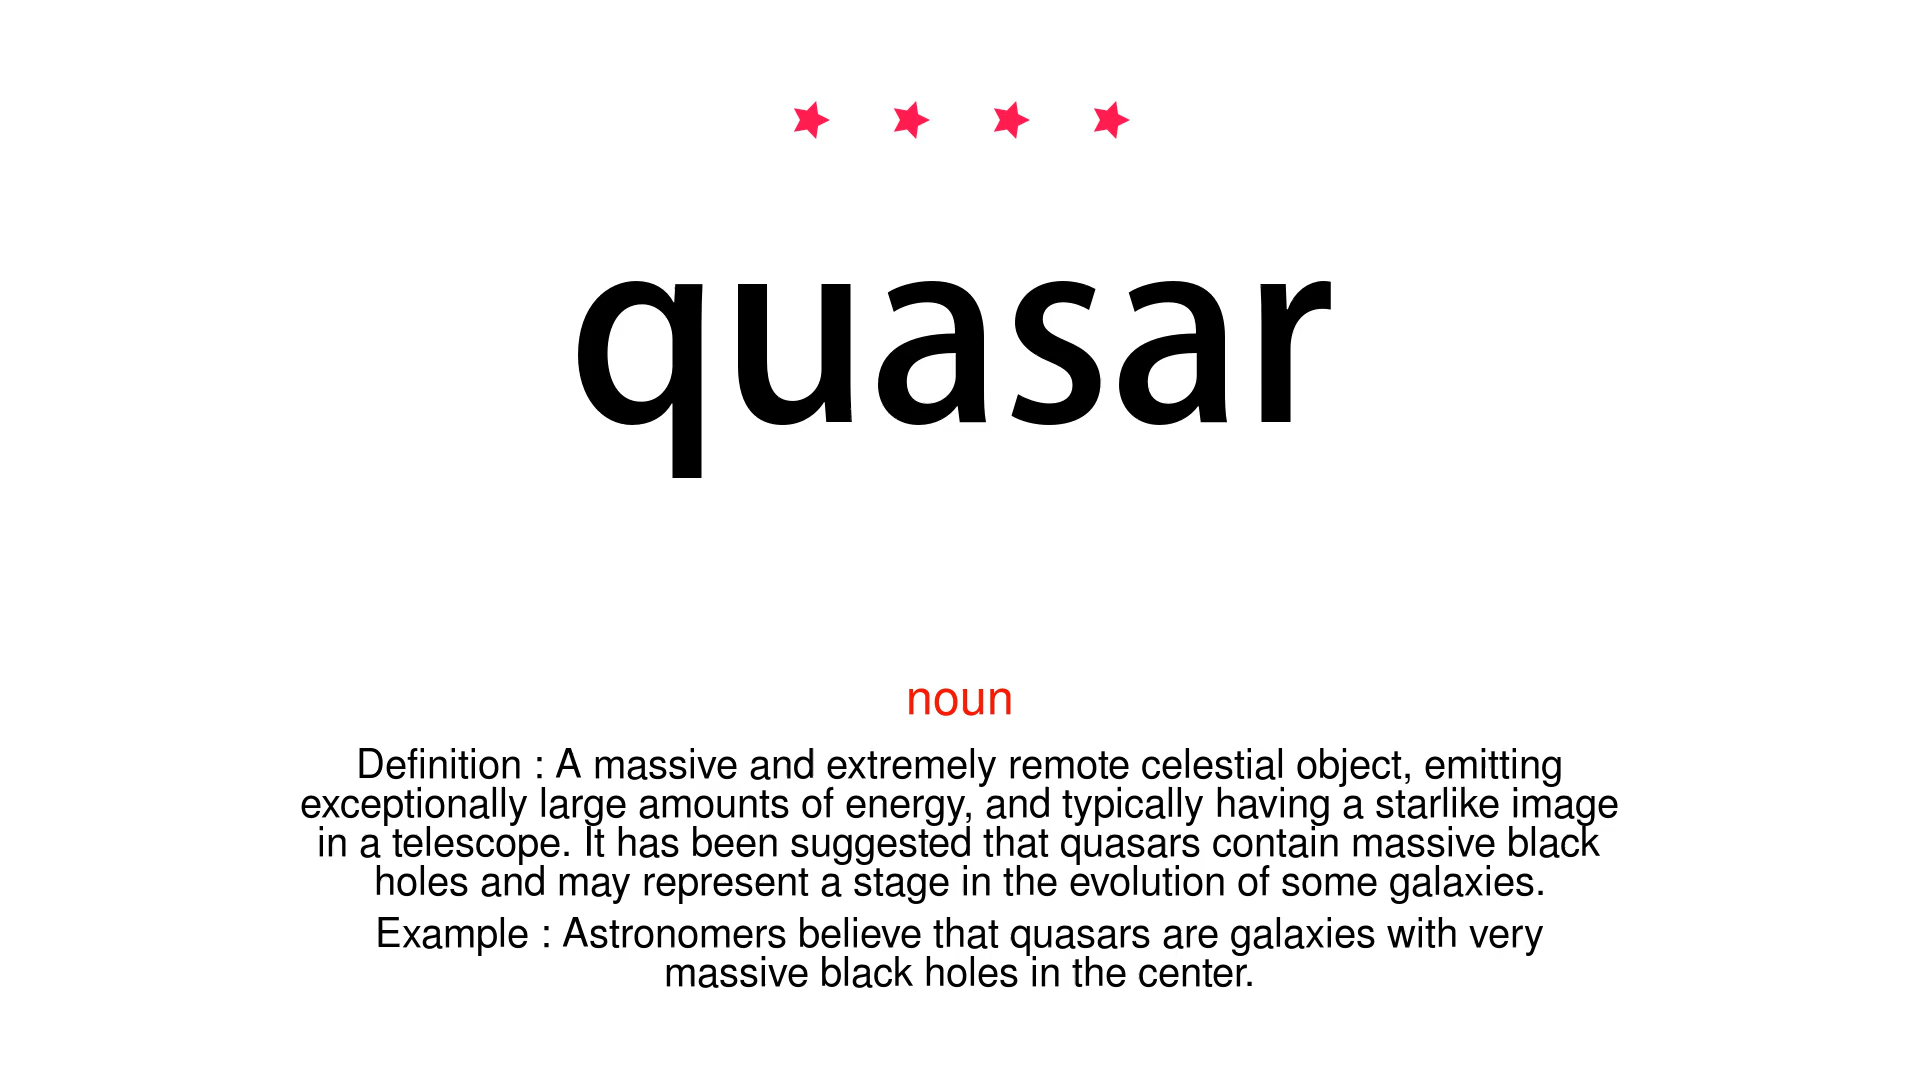 quasar
noun
Definition : A massive and extremely remote celestial object, emitting
exceptionally large amounts of energy, and typically having a starlike image
in a telescope. It has been suggested that quasars contain massive black
holes and may represent a stage in the evolution of some galaxies.
Example : Astronomers believe that quasars are galaxies with very
massive black holes in the center.